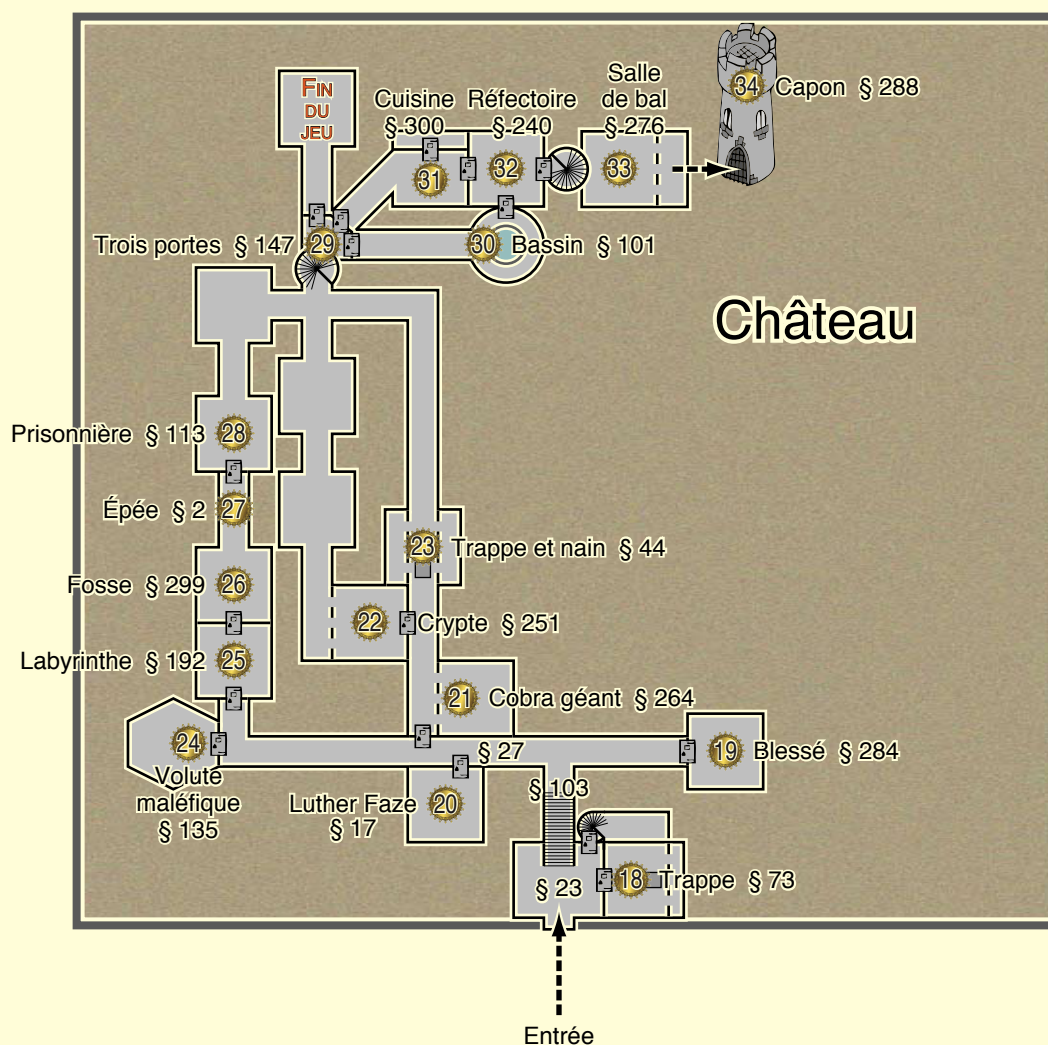 34
Capon § 288
Salle
de bal
§ 276
Cuisine
§ 300
Réfectoire
§ 240
FIN
DU
JEU
31
32
33
Trois portes § 147
29
30
Bassin § 101
Château
Prisonnière § 113
28
Épée § 2
27
23
Trappe et nain § 44
Fosse § 299
26
22
Crypte § 251
Labyrinthe § 192
25
21
Cobra géant § 264
24
§ 27
19
Blessé § 284
Volute
maléfique
§ 135
Luther Faze
§ 17
20
§ 103
§ 23
18
Trappe § 73
Entrée